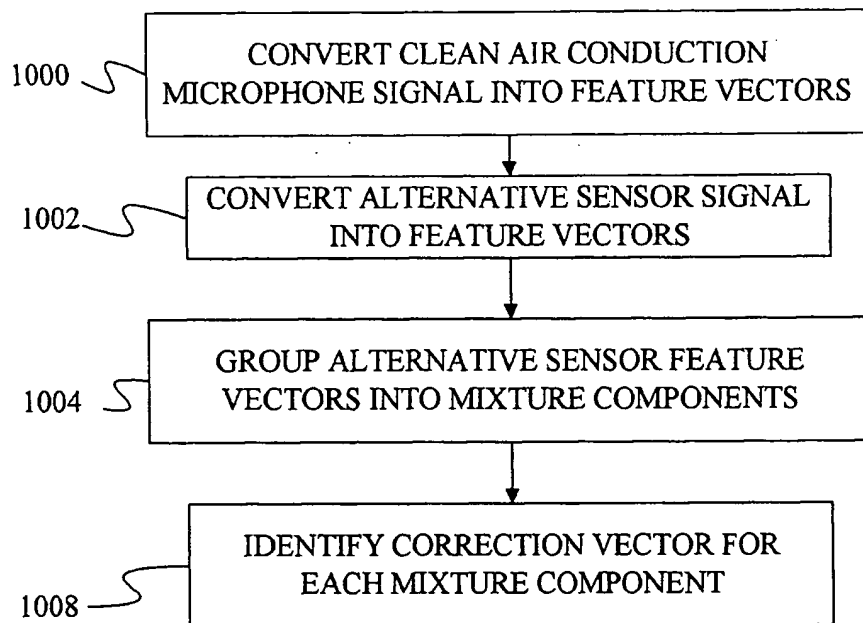 1000
CONVERT CLEAN AIR CONDUCTION
MICROPHONE SIGNAL INTO FEATURE VECTORS
1002
CONVERT ALTERNATIVE SENSOR SIGNAL
INTO FEATURE VECTORS
1004
GROUP ALTERNATIVE SENSOR FEATURE
VECTORS INTO MIXTURE COMPONENTS
1008
IDENTIFY CORRECTION VECTOR FOR
EACH MIXTURE COMPONENT